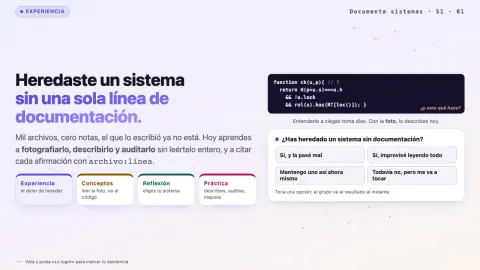 EXPERIENCIA
Documenta sistemas · S1 · 01
Heredaste un sistema
sin una sola línea de
documentación.
Mil archivos, cero notas, el que lo escribió ya no está. Hoy aprendes
a fotografiarlo, describirlo y auditarlo sin leértelo entero, y a citar
cada afirmación con archivo:línea.
Experiencia
el dolor de heredar
Conceptos
leer la foto, no el
código
Reflexión
eliges tu sistema
Práctica
describes, auditas,
mapeas
function ck(u,p){ // ?
return H(p+u.s)===u.h
&& !u.lock
&& rol(u).has(RT[loc()]); }
¿y esto qué hace?
Entenderlo a ciegas toma días. Con la foto, lo describes hoy.
¿Has heredado un sistema sin documentación?
Sí, y la pasé mal
Sí, improvisé leyendo todo
Mantengo uno así ahora
mismo
Todavía no, pero me va a
tocar
Toca una opción: el grupo ve el resultado al instante
Vota y pulsa «Lo logré» para marcar tu asistencia